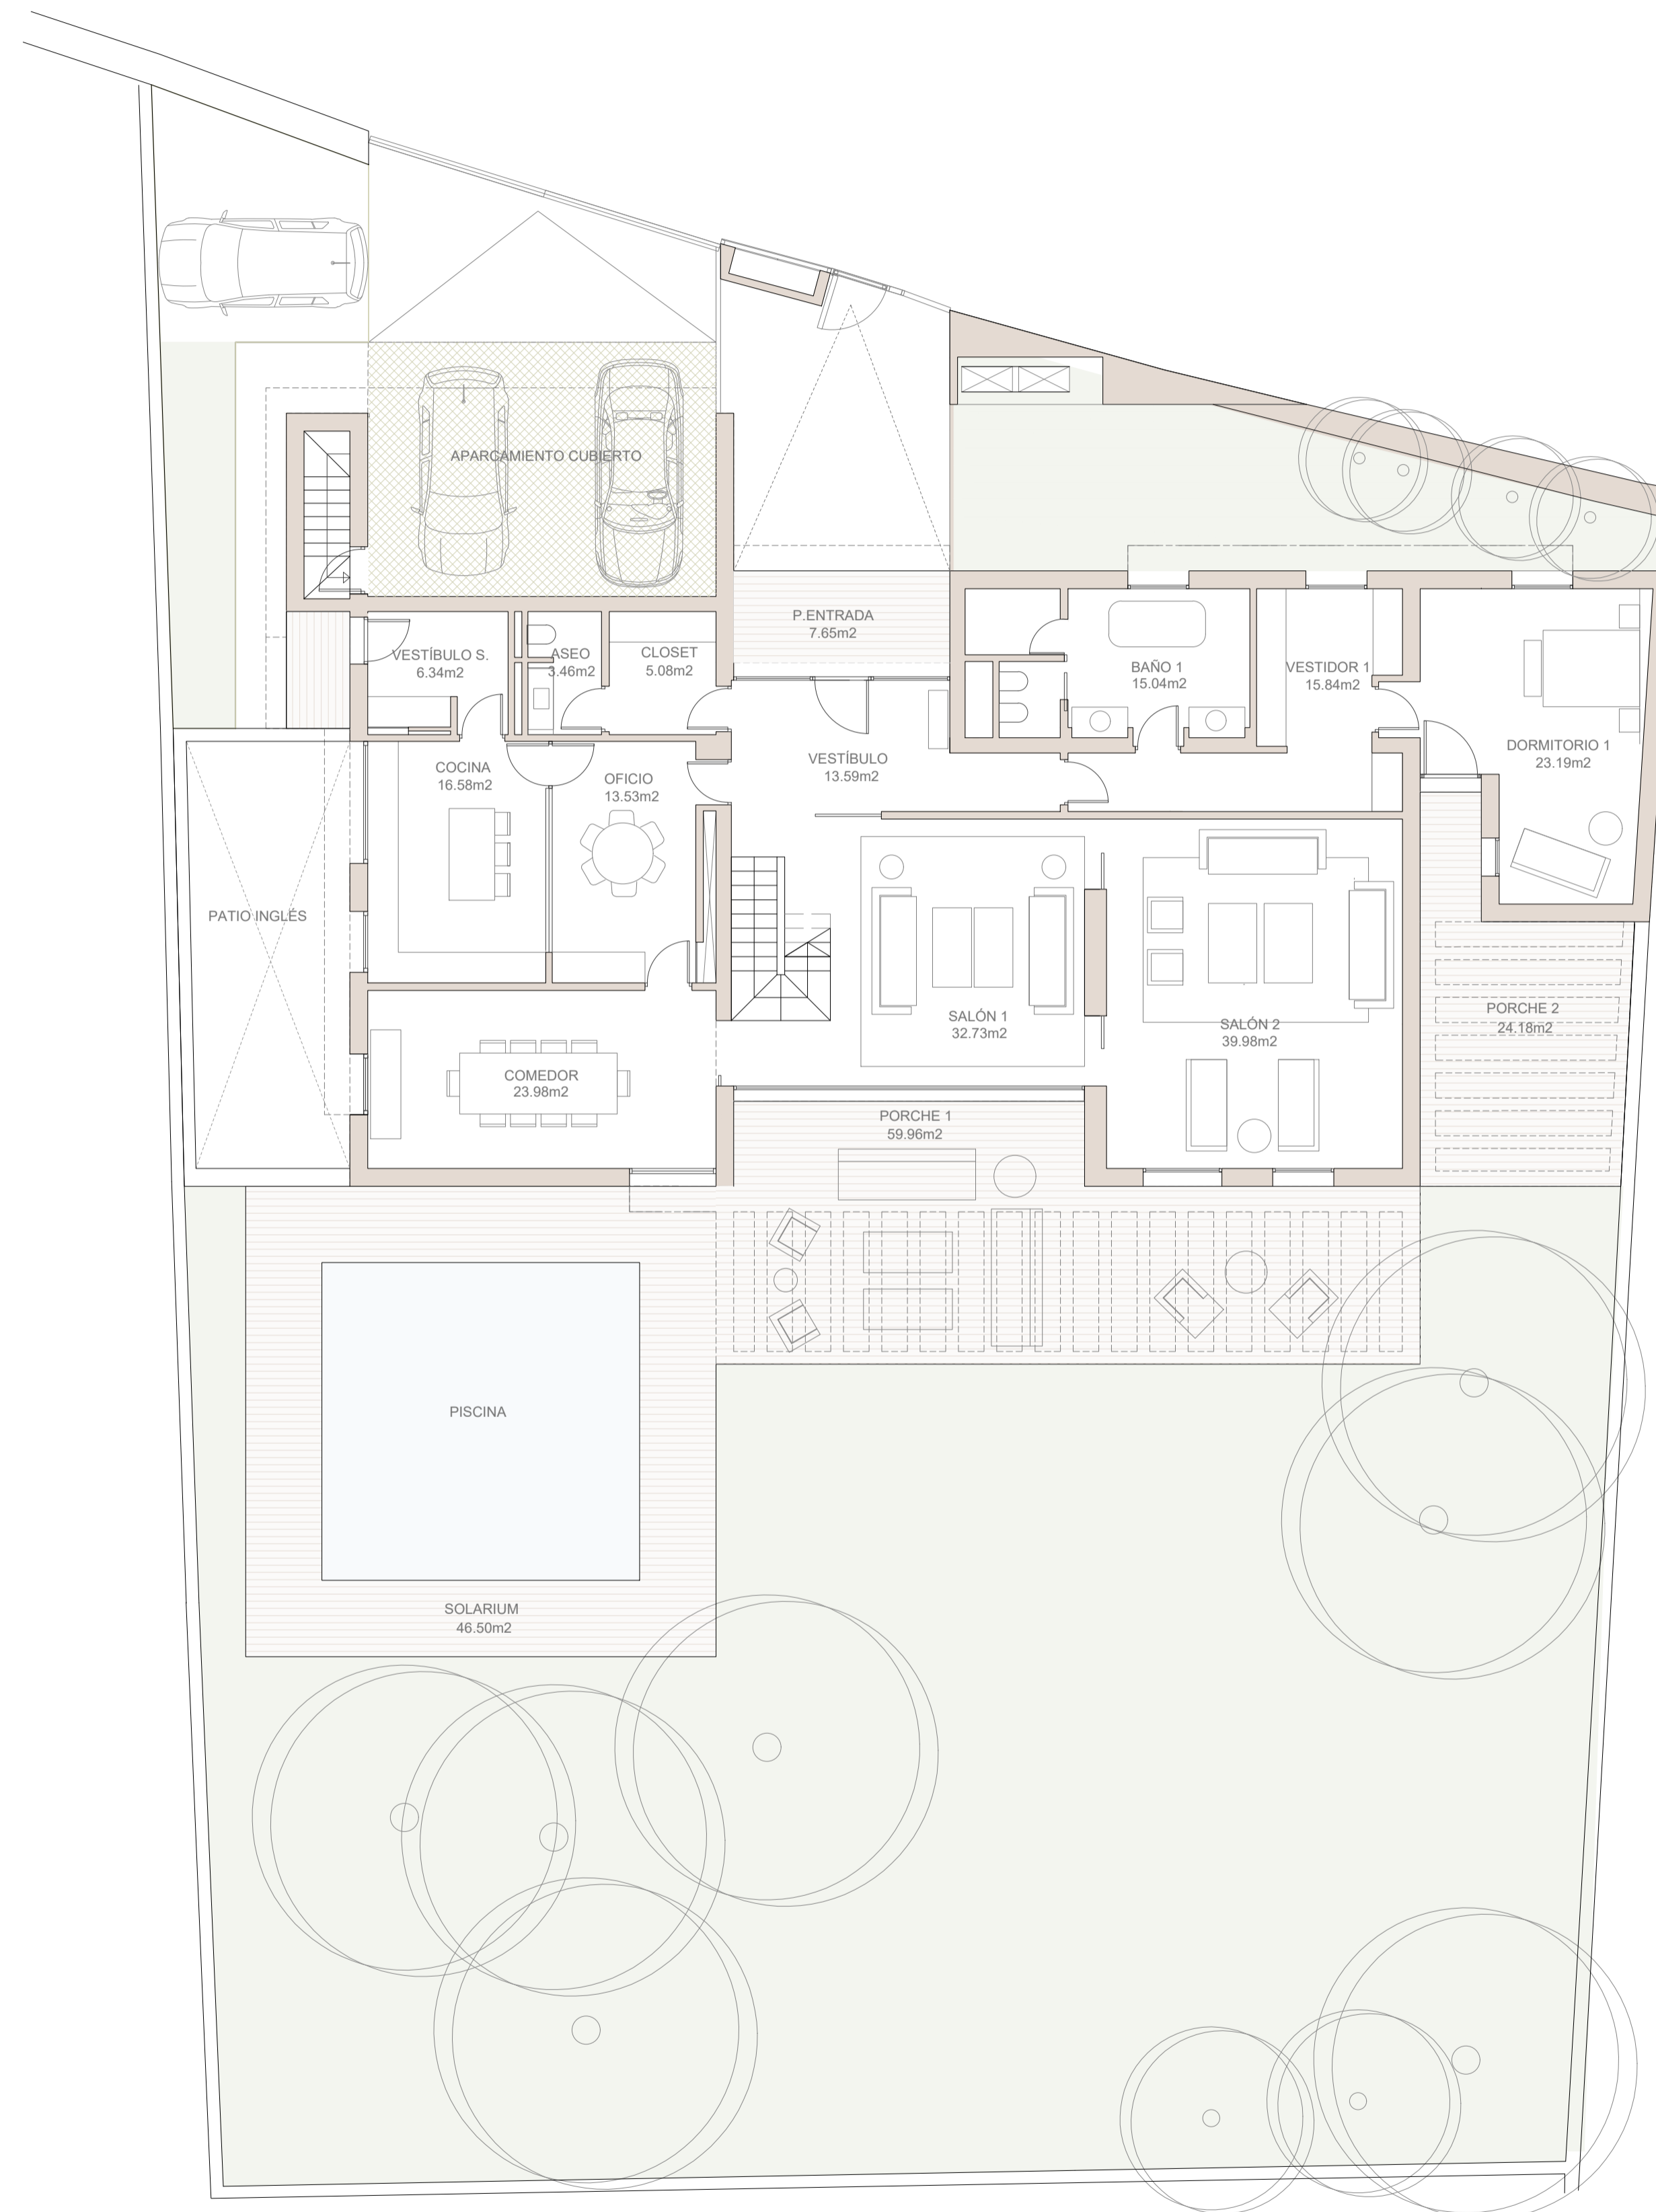 APARCAMIENTO CUBIERTO
P.ENTRADA
7.65m2
VESTÍBULO S.
6.34m2
ASEO
3.46m2
CLOSET
5.08m2
BAÑO 1
15.04m2
VESTIDOR 1
15.84m2
DORMITORIO 1
23.19m2
COCINA
16.58m2
OFICIO
13.53m2
VESTÍBULO
13.59m2
PATIO INGLÉS
SALÓN 1
32.73m2
SALÓN 2
39.98m2
PORCHE 2
24.18m2
COMEDOR
23.98m2
PORCHE 1
59.96m2
PISCINA
SOLARIUM
46.50m2